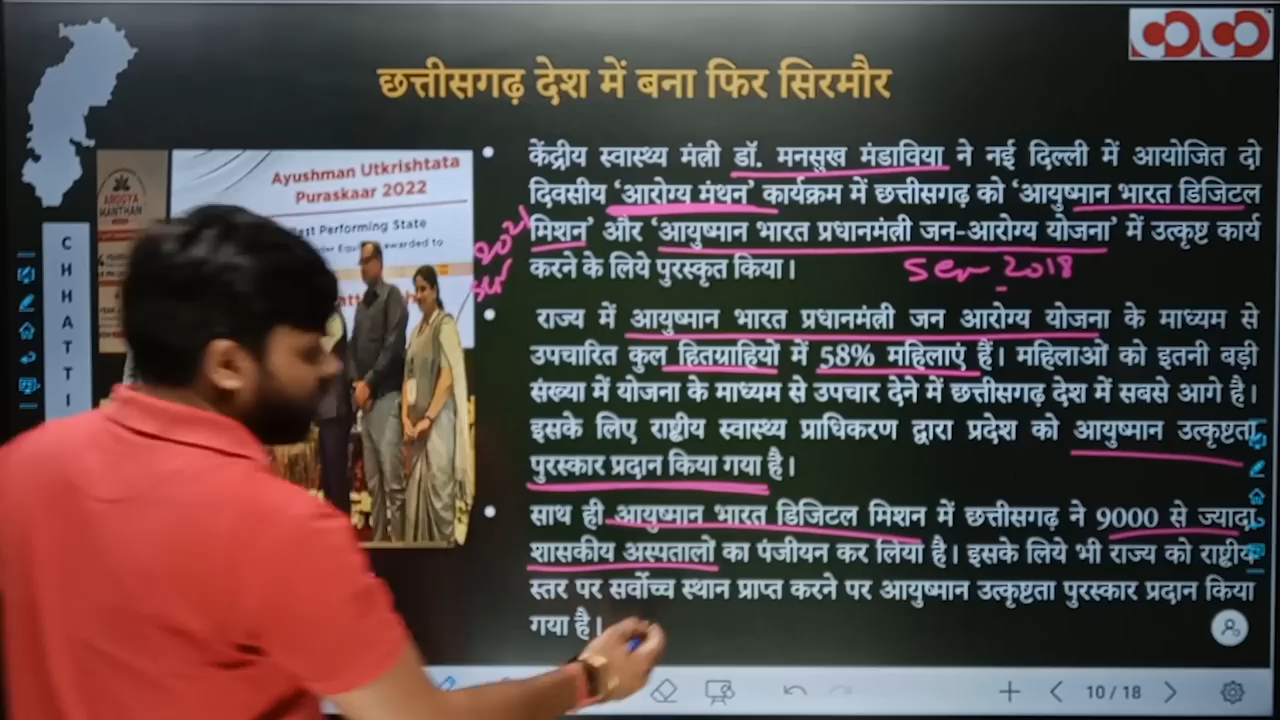 छत्तीसगढ़ देश में बना फिर सिरमौर
Ayushman Utkrishtata
Puraskaar 2022
Performing State
awarded to
AROGYA
MANTHAN
C
H
H
A
T
T
I
केंद्रीय स्वास्थ्य मंत्री डॉ. मनसुख मंडाविया ने नई दिल्ली में आयोजित दो
दिवसीय ‘आरोग्य मंथन’ कार्यक्रम में छत्तीसगढ़ को ‘आयुष्मान भारत डिजिटल
मिशन’ और ‘आयुष्मान भारत प्रधानमंत्री जन-आरोग्य योजना’ में उत्कृष्ट कार्य
करने के लिये पुरस्कृत किया।
2021
2018
राज्य में आयुष्मान भारत प्रधानमंत्री जन आरोग्य योजना के माध्यम से
उपचारित कुल हितग्राहियों में 58% महिलाएं हैं। महिलाओं को इतनी बड़ी
संख्या में योजना के माध्यम से उपचार देने में छत्तीसगढ़ देश में सबसे आगे है।
इसके लिए राष्ट्रीय स्वास्थ्य प्राधिकरण द्वारा प्रदेश को आयुष्मान उत्कृष्टता
पुरस्कार प्रदान किया गया है।
साथ ही आयुष्मान भारत डिजिटल मिशन में छत्तीसगढ़ ने 9000 से ज्यादा
शासकीय अस्पतालों का पंजीयन कर लिया है। इसके लिये भी राज्य को राष्ट्रीय
स्तर पर सर्वोच्च स्थान प्राप्त करने पर आयुष्मान उत्कृष्टता पुरस्कार प्रदान किया
गया है।
10 / 18